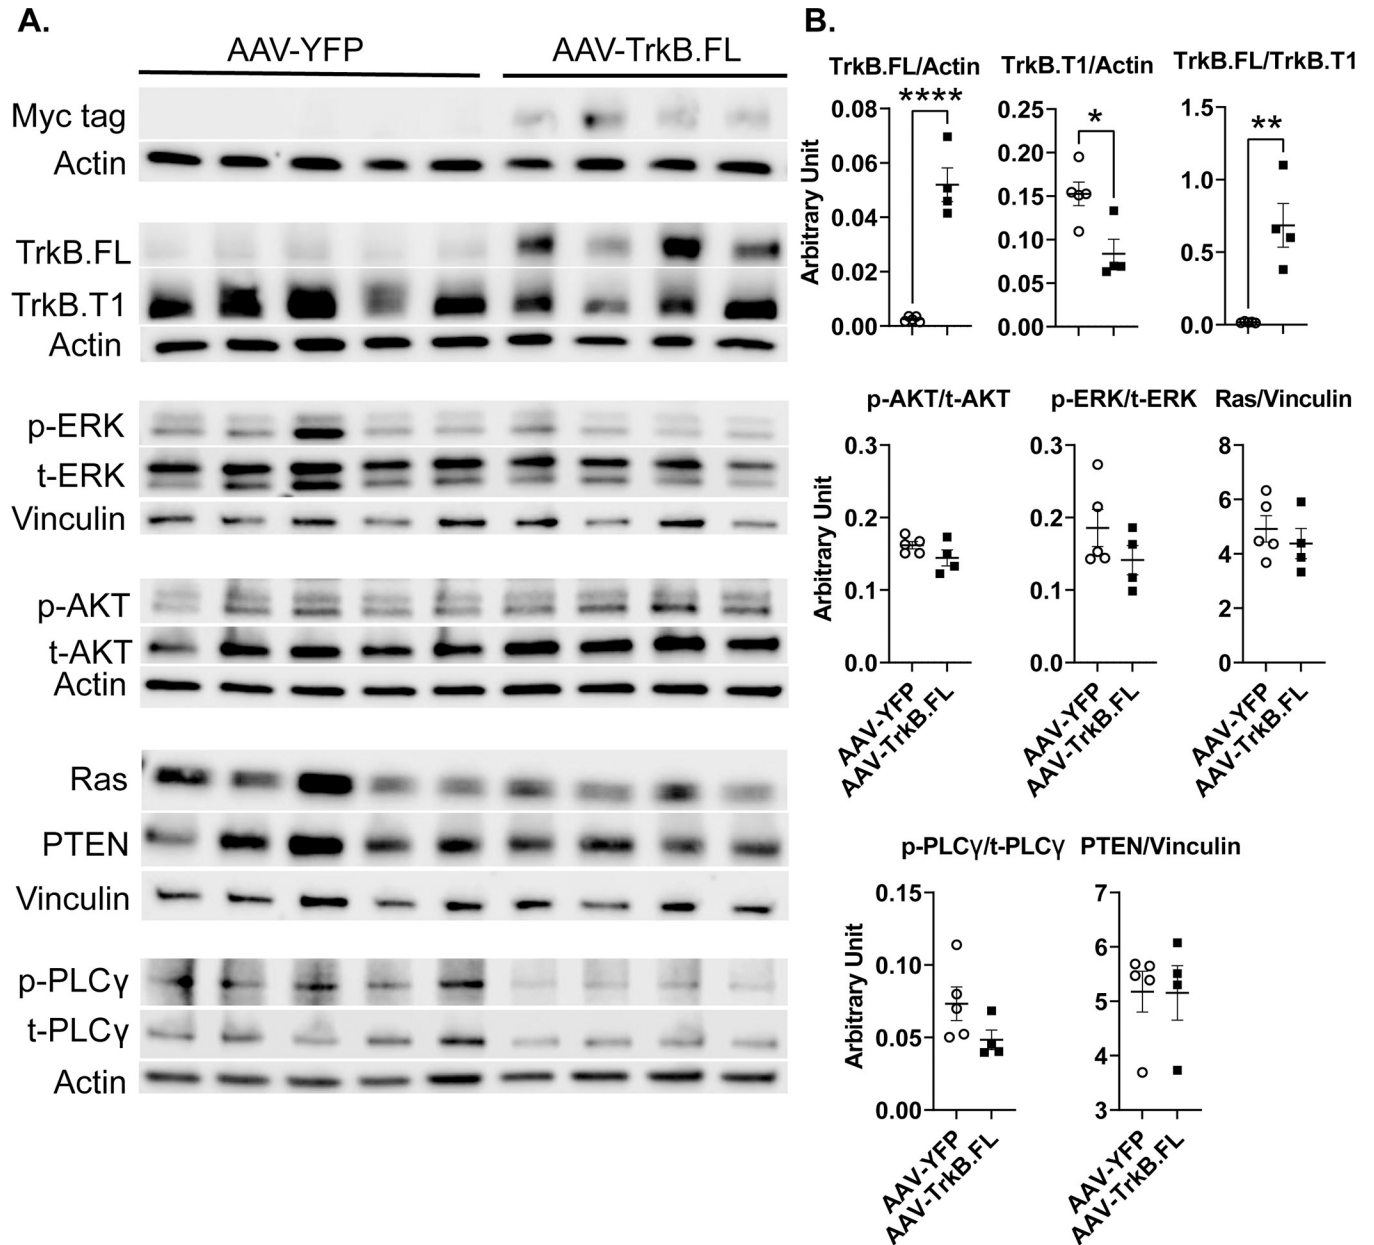 A.
AAV-YFP
AAV-TrkB.FL
Myc tag
Actin
TrkB.FL
TrkB.T1
Actin
p-ERK
t-ERK
Vinculin
p-AKT
t-AKT
Actin
Ras
PTEN
Vinculin
p-PLCγ
t-PLCγ
Actin
B.
TrkB.FL/Actin
****
Arbitrary Unit
0.08
0.06
0.04
0.02
0.00
TrkB.T1/Actin
*
0.25
0.20
0.15
0.10
0.05
0.00
TrkB.FL/TrkB.T1
**
1.5
1.0
0.5
0.0
p-AKT/t-AKT
Arbitrary Unit
0.3
0.2
0.1
0.0
AAV-YFP
AAV-TrkB.FL
p-ERK/t-ERK
0.3
0.2
0.1
0.0
AAV-YFP
AAV-TrkB.FL
Ras/Vinculin
8
6
4
2
0
AAV-YFP
AAV-TrkB.FL
p-PLCγ/t-PLCγ
Arbitrary Unit
0.15
0.10
0.05
0.00
AAV-YFP
AAV-TrkB.FL
PTEN/Vinculin
7
6
5
4
3
AAV-YFP
AAV-TrkB.FL